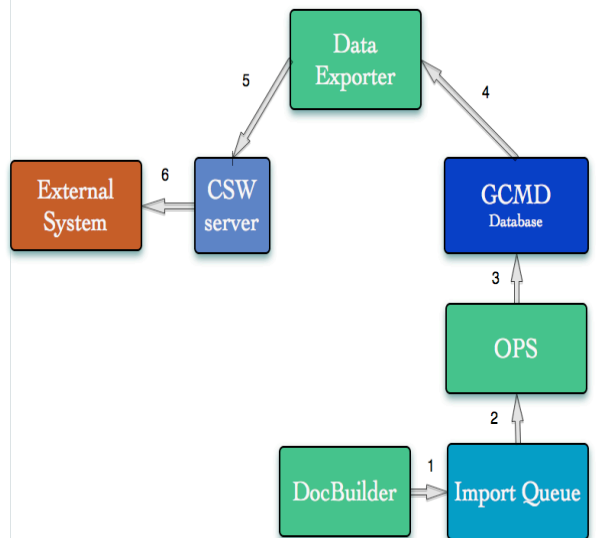 Data
Exporter
5
4
6
External
System
CSW
server
GCMD
Database
3
OPS
2
1
DocBuilder
Import Queue